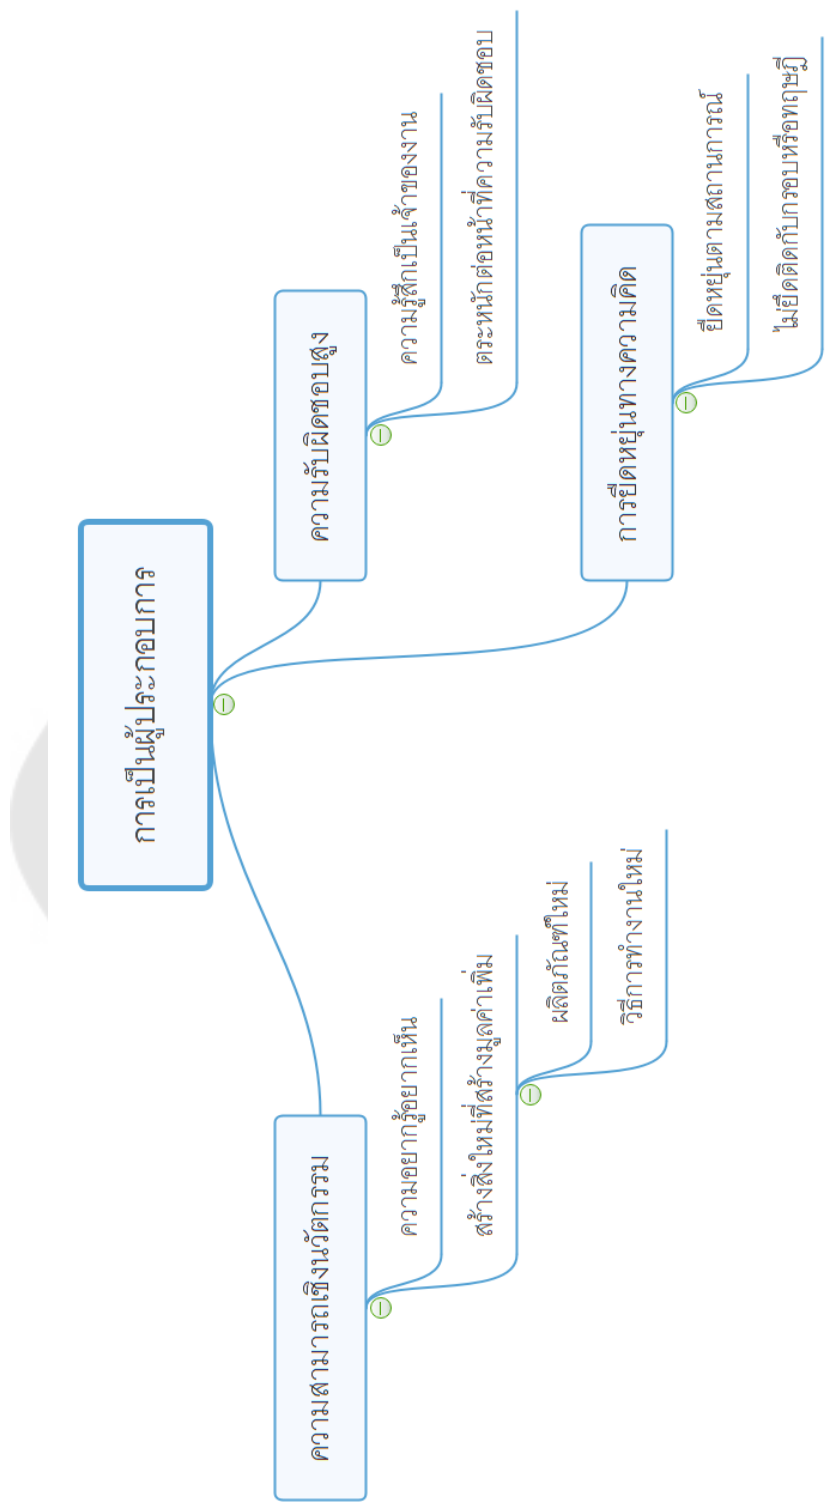 การเป็นผู้ประกอบการ
ความสามารถเชิงนวัตกรรม
ความอยากรู้อยากเห็น
สร้างสิ่งใหม่ที่สร้างมูลค่าเพิ่ม
ผลิตภัณฑ์ใหม่
วิธีการทำงานใหม่
ความรับผิดชอบสูง
ความรู้สึกเป็นเจ้าของงาน
ตระหนักต่อหน้าที่ความรับผิดชอบ
การยืดหยุ่นทางความคิด
ยืดหยุ่นตามสถานการณ์
ไม่ยึดติดกับกรอบหรือทฤษฎี